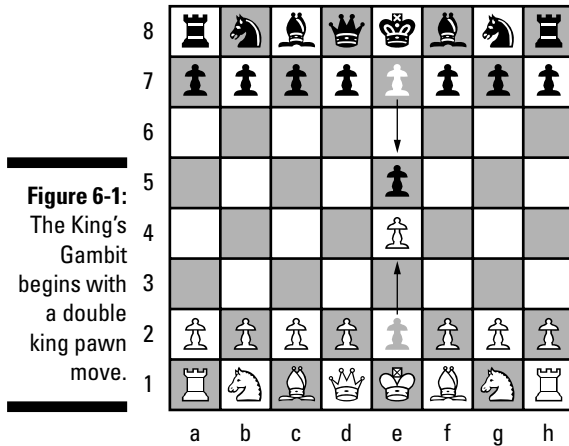 8
7
6
5
4
3
2
1
Figure 6-1:
The King's
Gambit
begins with
a double
king pawn
move.
a b c d e f g h